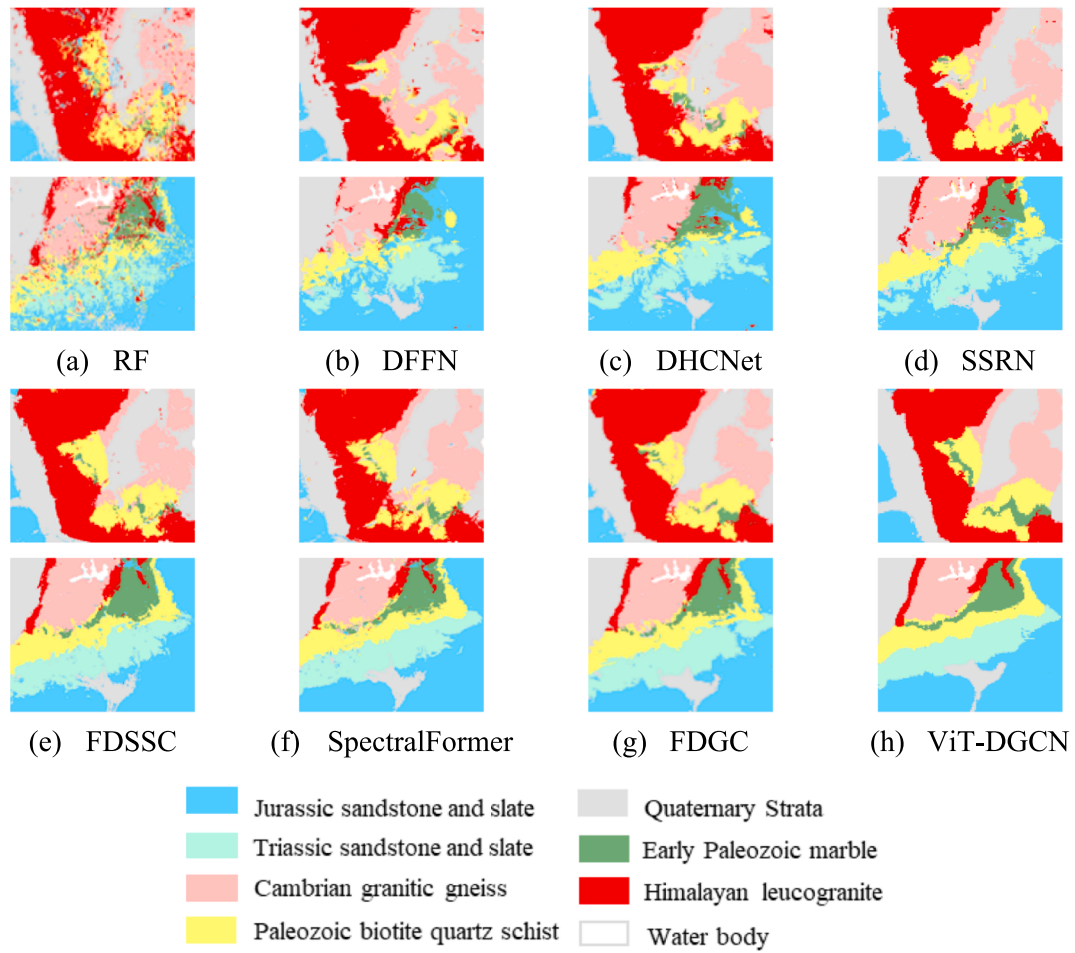 (a) RF (b) DFFN (c) DHCNet (d) SSRN
(e) FDSSC (f) SpectralFormer (g) FDGC (h) ViT-DGCN
Jurassic sandstone and slate
Quaternary Strata
Triassic sandstone and slate
Early Paleozoic marble
Cambrian granitic gneiss
Himalayan leucogranite
Paleozoic biotite quartz schist
Water body